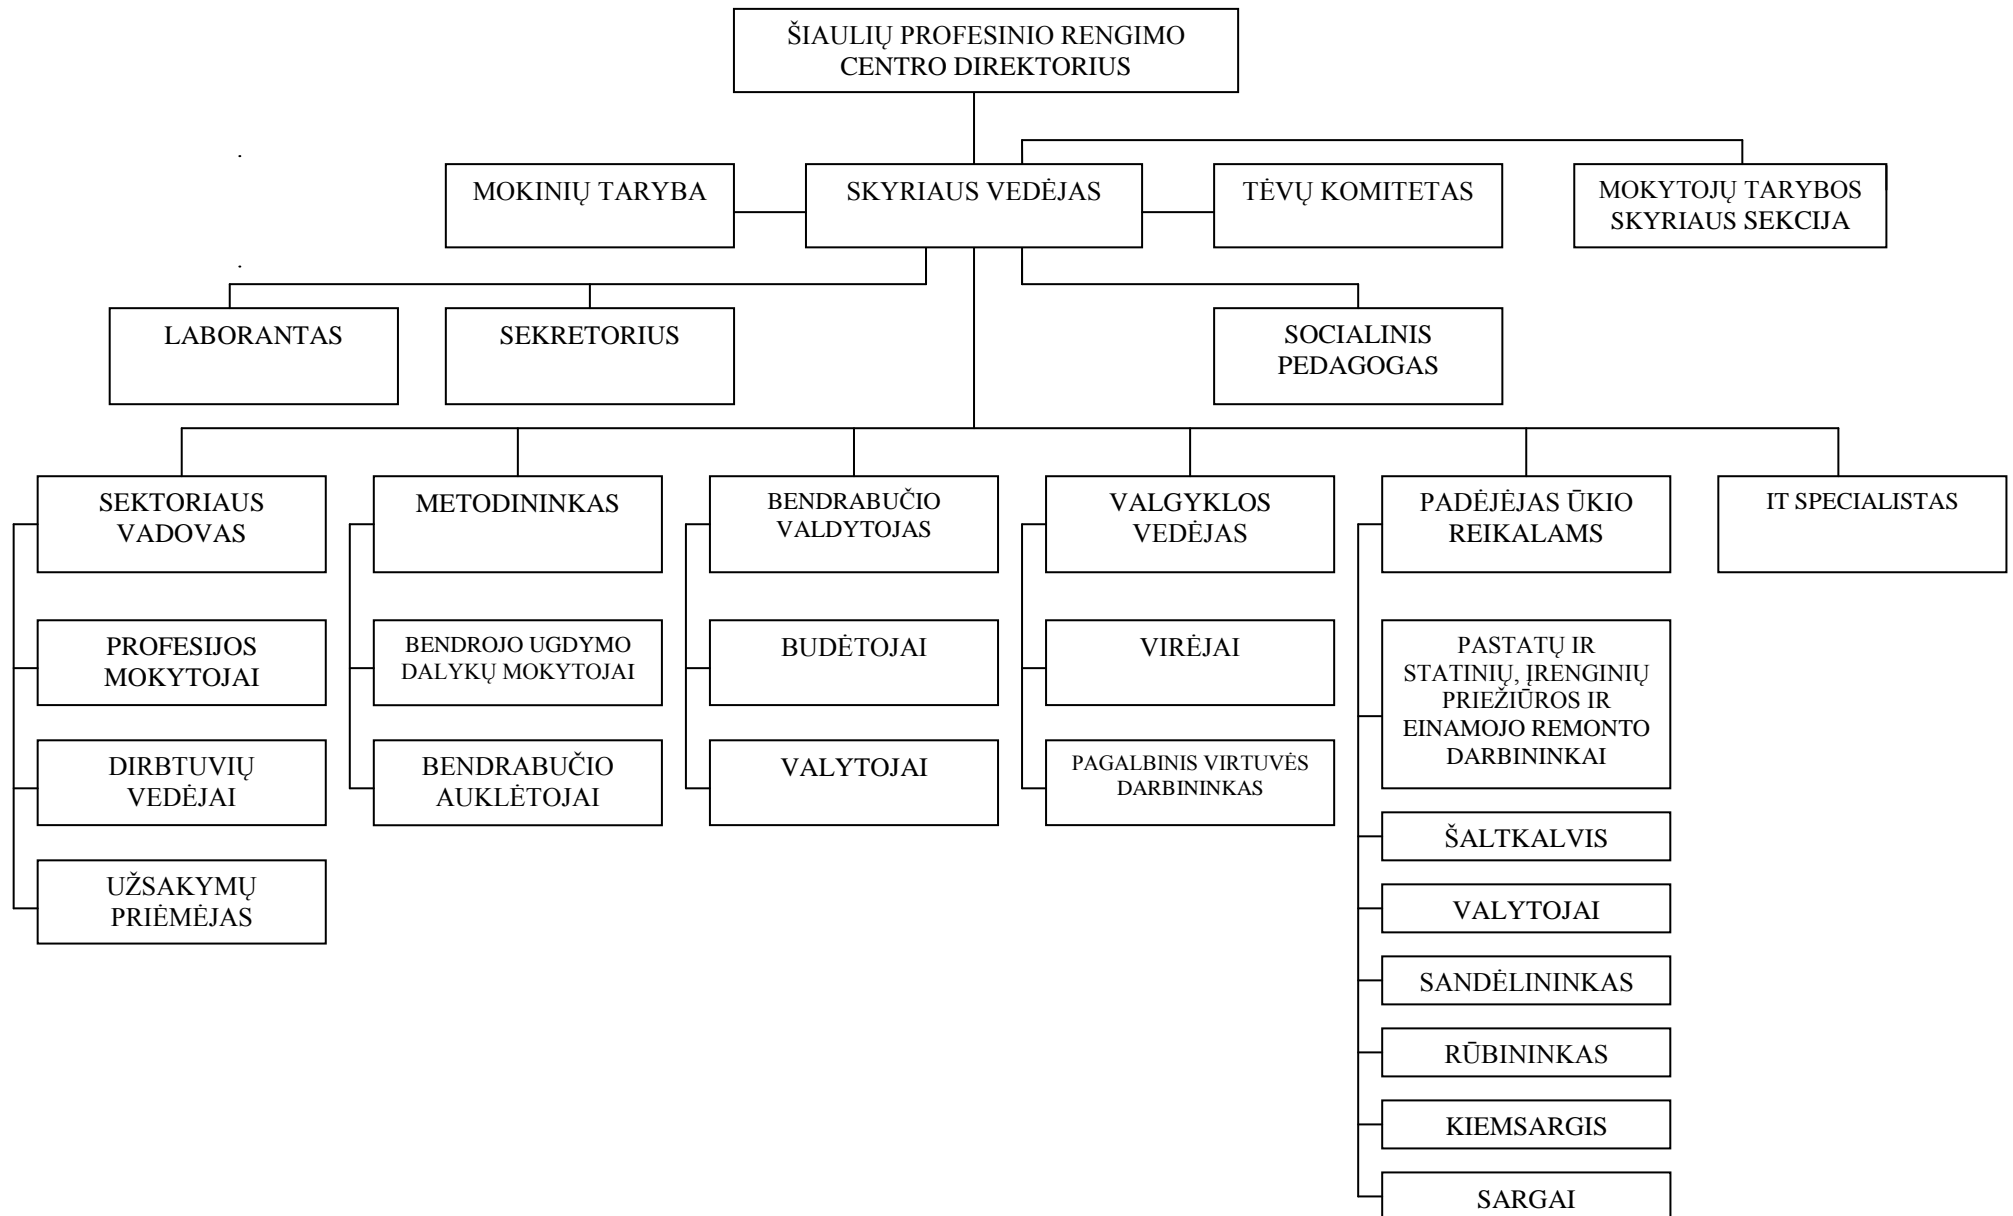 ŠIAULIŲ PROFESINIO RENGIMO
CENTRO DIREKTORIUS
MOKINIŲ TARYBA
SKYRIAUS VEDĖJAS
TĖVŲ KOMITETAS
MOKYTOJŲ TARYBOS
SKYRIAUS SEKCIJA
LABORANTAS
SEKRETORIUS
SOCIALINIS
PEDAGOGAS
SEKTORIAUS
VADOVAS
METODININKAS
BENDRABUČIO
VALDYTOJAS
VALGYKLOS
VEDĖJAS
PADĖJĖJAS ŪKIO
REIKALAMS
IT SPECIALISTAS
PROFESIJOS
MOKYTOJAI
BENDROJO UGDYMO
DALYKŲ MOKYTOJAI
BUDĖTOJAI
VIRĖJAI
PASTATŲ IR
STATINIŲ, ĮRENGINIŲ
PRIEŽIŪROS IR
EINAMOJO REMONTO
DARBININKAI
DIRBTUVIŲ
VEDĖJAI
BENDRABUČIO
AUKLĖTOJAI
VALYTOJAI
PAGALBINIS VIRTUVĖS
DARBININKAS
ŠALTKALVIS
UŽSAKYMŲ
PRIĖMĖJAS
VALYTOJAI
SANDĖLININKAS
RŪBININKAS
KIEMSARGIS
SARGAI